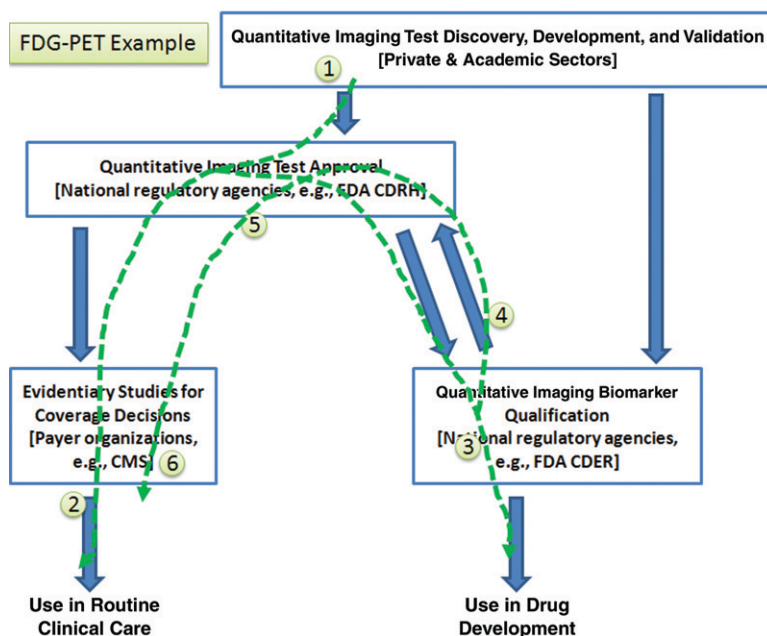 FDG-PET Example
Quantitative Imaging Test Discovery, Development, and Validation
[Private & Academic Sectors]
1
Quantitative Imaging Test Approval
[National regulatory agencies, e.g., FDA CDRH]
5
4
Evidentiary Studies for
Coverage Decisions
[Payer organizations,
e.g., CMS]
6
2
Quantitative Imaging Biomarker
Qualification
[National regulatory agencies,
e.g., FDA CDER]
3
Use in Routine
Clinical Care
Use in Drug
Development